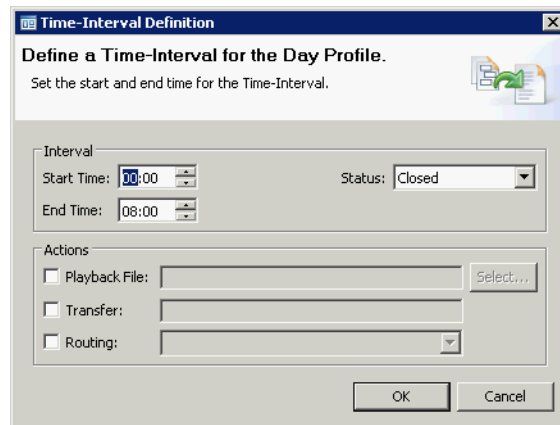 Time-Interval Definition
Define a Time-Interval for the Day Profile.
Set the start and end time for the Time-Interval.
Interval
Start Time: 00:00 Status: Closed
End Time: 08:00
Actions
Playback File: Select...
Transfer:
Routing:
OK Cancel